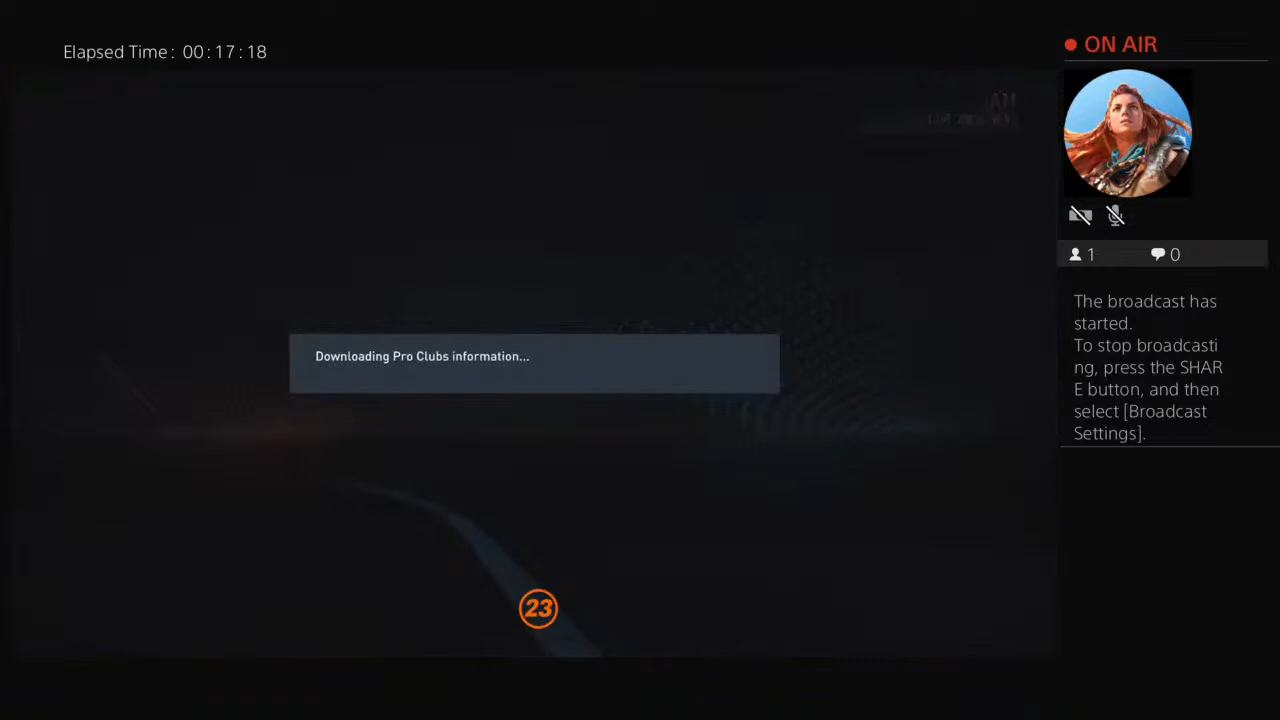 Elapsed Time: 00:17:18
ON AIR
1
0
The broadcast has
started.
To stop broadcasti
ng, press the SHAR
E button, and then
select [Broadcast
Settings].
Downloading Pro Clubs information...
23